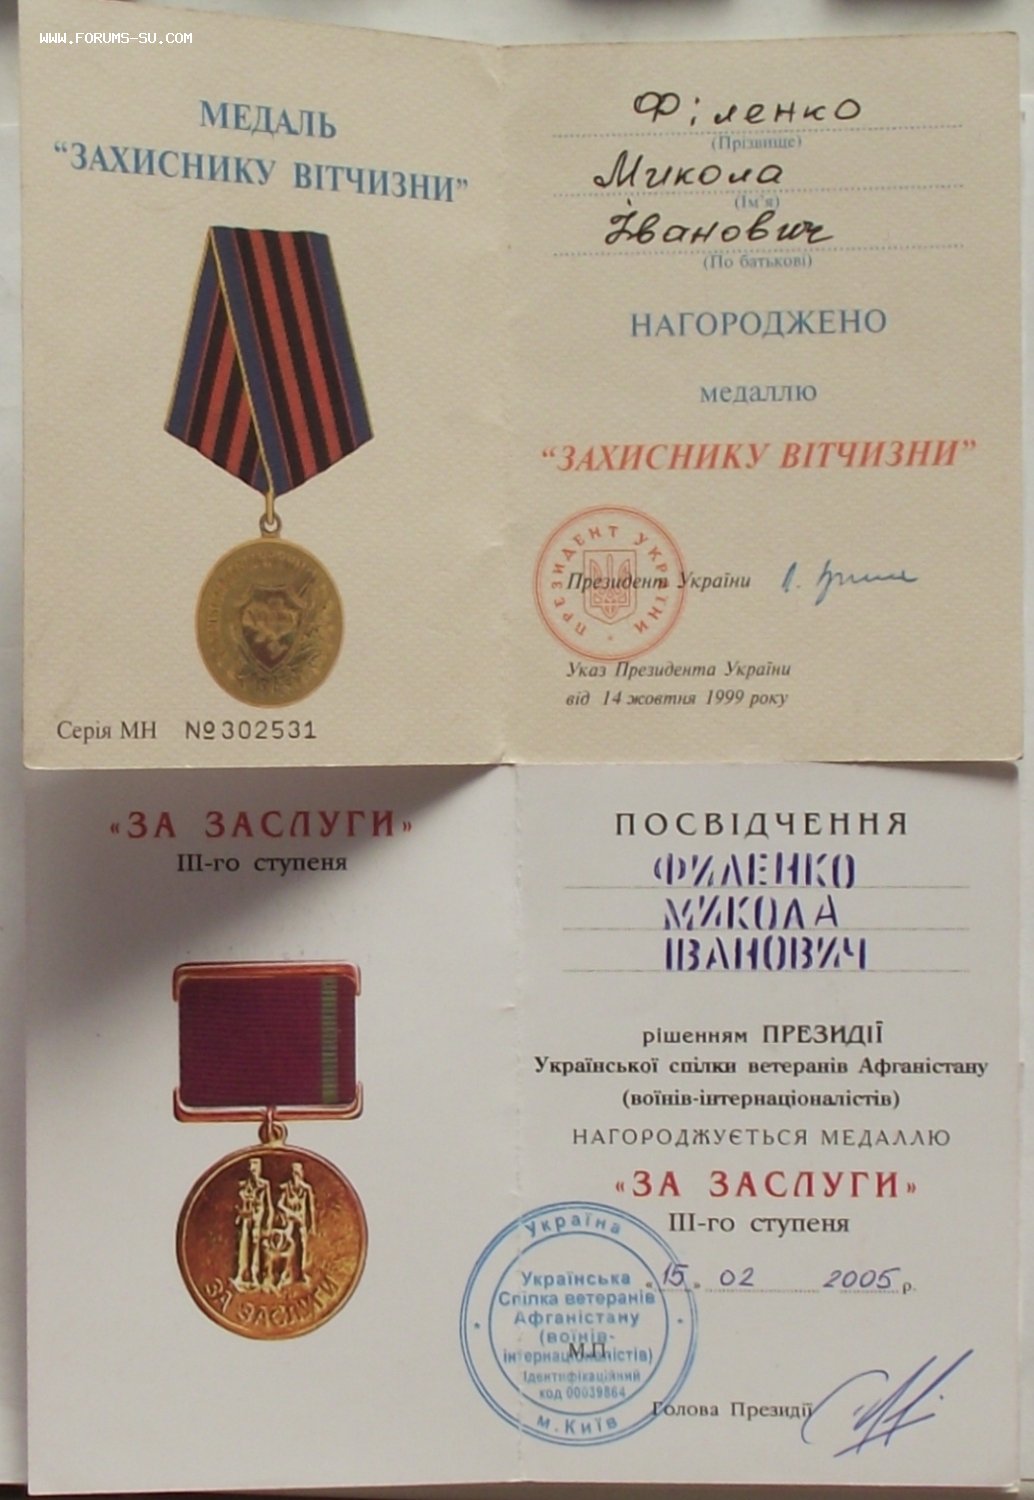 WWW.FORUMS-SU.COM
МЕДАЛЬ
“ЗАХИСНИКУ ВІТЧИЗНИ”
Серія МН №302531
Філенко
(Прізвище)
Микола
(Ім’я)
Іванович
(По батькові)
НАГОРОДЖЕНО
медаллю
“ЗАХИСНИКУ ВІТЧИЗНИ”
ПРЕЗИДЕНТ УКРАЇНИ
Президент України
Указ Президента України
від 14 жовтня 1999 року
«ЗА ЗАСЛУГИ»
ІІІ-го ступеня
ЗА ЗАСЛУГИ
ПОСВІДЧЕННЯ
ФИЛЕНКО
МИКОЛА
ІВАНОВИЧ
рішенням ПРЕЗИДІЇ
Української спілки ветеранів Афганістану
(воїнів-інтернаціоналістів)
НАГОРОДЖУЄТЬСЯ МЕДАЛЛЮ
«ЗА ЗАСЛУГИ»
ІІІ-го ступеня
«15» 02 2005 р.
Україна
Українська
Спілка ветеранів
Афганістану
(воїнів-
інтернаціоналістів)
М.П.
Ідентифікаційний
код 00039864
м.Київ
Голова Президії